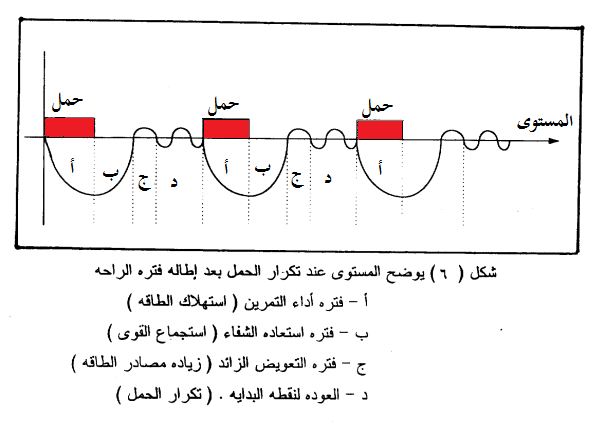 حمل حمل حمل
المستوى
أ ب ج د أ ب ج د أ
شكل ( ٦ ) يوضح المستوى عند تكرار الحمل بعد إطاله فتره الراحه
أ – فتره أداء التمرين ( استهلاك الطاقه )
ب – فتره استعاده الشفاء ( استجماع القوى )
ج – فتره التعويض الزائد ( زياده مصادر الطاقه )
د – العوده لنقطه البدايه . ( تكرار الحمل )